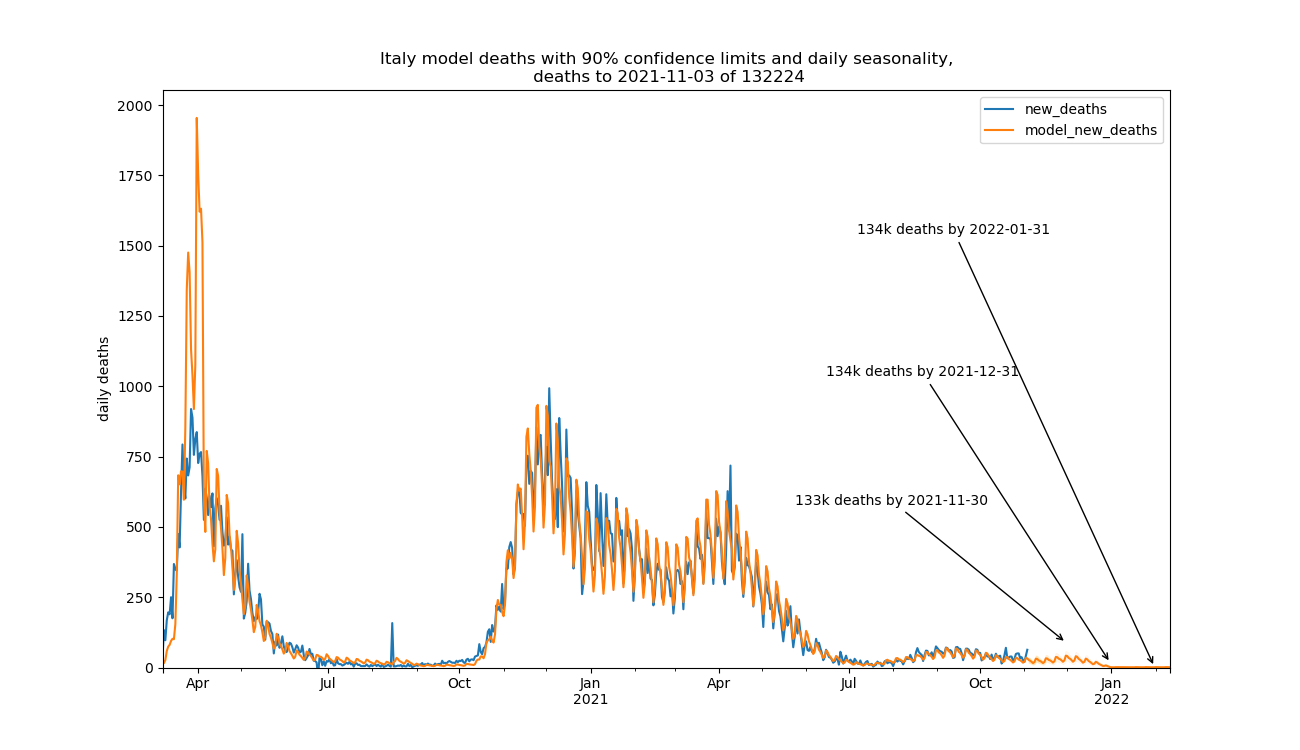 Italy model deaths with 90% confidence limits and daily seasonality,
deaths to 2021-11-03 of 132224
new_deaths
model_new_deaths
2000
1750
1500
1250
1000
750
500
250
0
daily deaths
134k deaths by 2022-01-31
134k deaths by 2021-12-31
133k deaths by 2021-11-30
Apr Jul Oct Jan Apr Jul Oct Jan
2021 2022